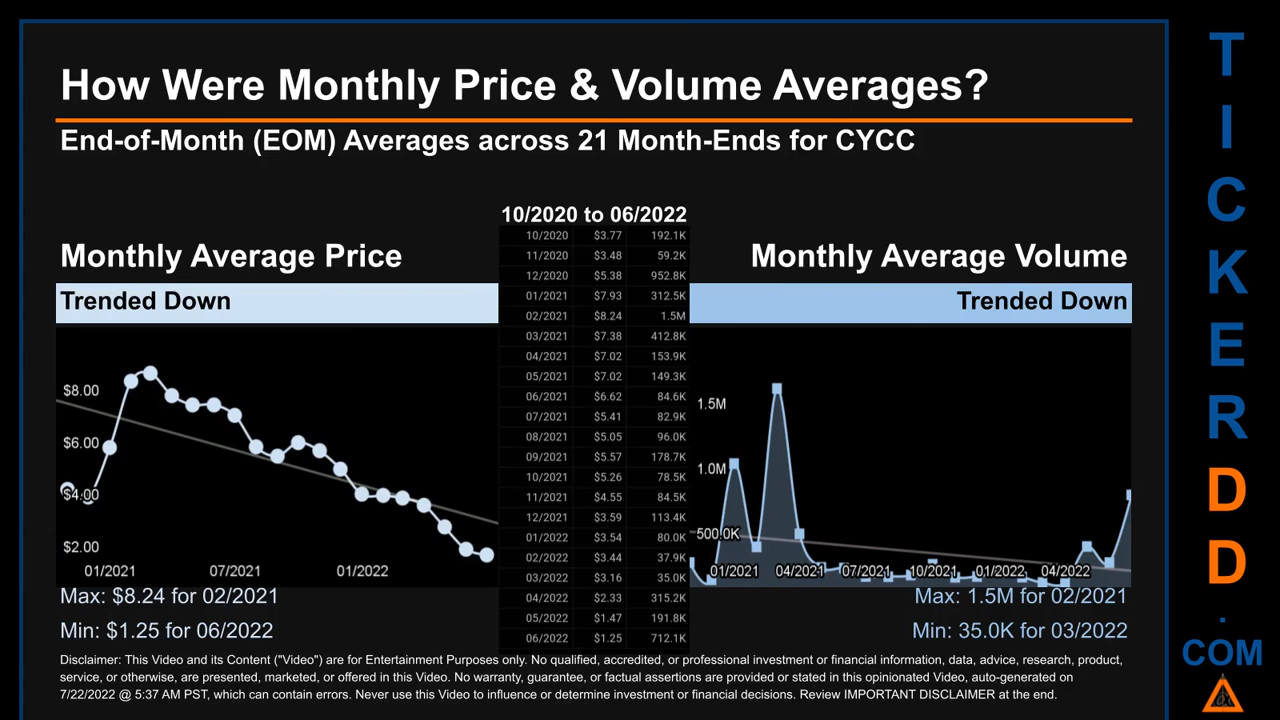 How Were Monthly Price & Volume Averages?
End-of-Month (EOM) Averages across 21 Month-Ends for CYCC
10/2020 to 06/2022
Monthly Average Price
Trended Down
$8.00
$6.00
$4.00
$2.00
01/2021 07/2021 01/2022
Max: $8.24 for 02/2021
Min: $1.25 for 06/2022
10/2020 $3.77 192.1K
11/2020 $3.48 59.2K
12/2020 $5.38 952.8K
01/2021 $7.93 312.5K
02/2021 $8.24 1.5M
03/2021 $7.38 412.8K
04/2021 $7.02 153.9K
05/2021 $7.02 149.3K
06/2021 $6.62 84.6K
07/2021 $5.41 82.9K
08/2021 $5.05 96.0K
09/2021 $5.57 178.7K
10/2021 $5.26 78.5K
11/2021 $4.55 84.5K
12/2021 $3.59 113.4K
01/2022 $3.54 80.0K
02/2022 $3.44 37.9K
03/2022 $3.16 35.0K
04/2022 $2.33 315.2K
05/2022 $1.47 191.8K
06/2022 $1.25 712.1K
Monthly Average Volume
Trended Down
1.5M
1.0M
500.0K
01/2021 04/2021 07/2021 10/2021 01/2022 04/2022
Max: 1.5M for 02/2021
Min: 35.0K for 03/2022
Disclaimer: This Video and its Content ("Video") are for Entertainment Purposes only. No qualified, accredited, or professional investment or financial information, data, advice, research, product,
service, or otherwise, are presented, marketed, or offered in this Video. No warranty, guarantee, or factual assertions are provided or stated in this opinionated Video, auto-generated on
7/22/2022 @ 5:37 AM PST, which can contain errors. Never use this Video to influence or determine investment or financial decisions. Review IMPORTANT DISCLAIMER at the end.
T
I
C
K
E
R
D
D
.
COM